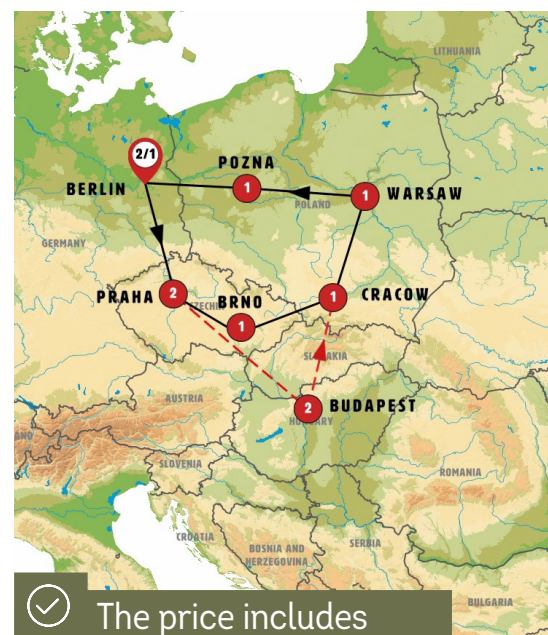 LITHUANIA
2/1
POZNA
BERLIN
1
1
WARSAW
POLAND
GERMANY
PRAHA
2
CZECHI
BRNO
1
1
CRACOW
SLOVAKIA
AUSTRIA
2
BUDAPEST
HUNGARY
SLOVENIA
ROMANIA
CROATIA
BOSNIA AND
HERZEGOVINA
SERBIA
BULGARIA
The price includes